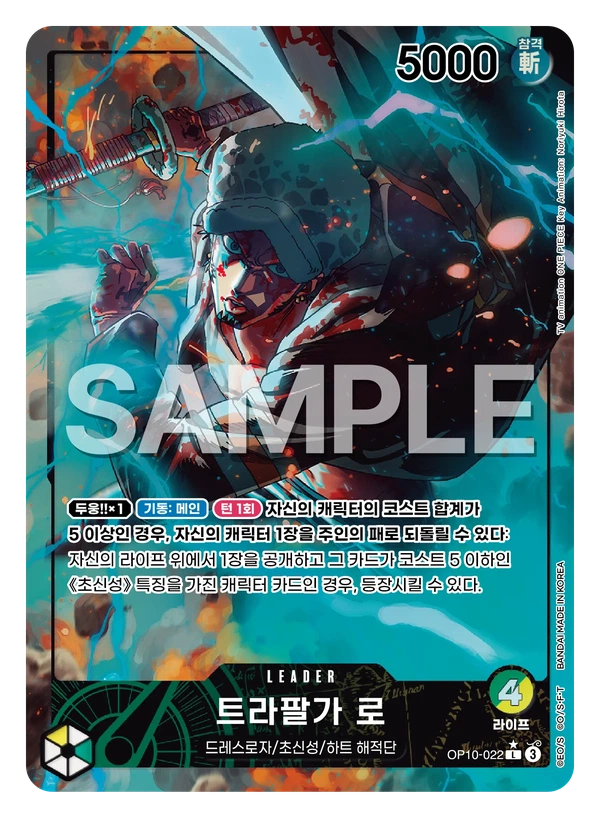 5000
참격
斬
TV animation ONE PIECE Key Animation: Noriyuki Hirota
SAMPLE
두웅!!×1 기동: 메인 턴 1회 자신의 캐릭터의 코스트 합계가
5 이상인 경우, 자신의 캐릭터 1장을 주인의 패로 되돌릴 수 있다:
자신의 라이프 위에서 1장을 공개하고 그 카드가 코스트 5 이하인
《초신성》 특징을 가진 캐릭터 카드인 경우, 등장시킬 수 있다.
LEADER
트라팔가 로
드레스로자/초신성/하트 해적단
4
라이프
OP10-022 L 3
©EO/S ©O/S·F·T BANDAI MADE IN KOREA